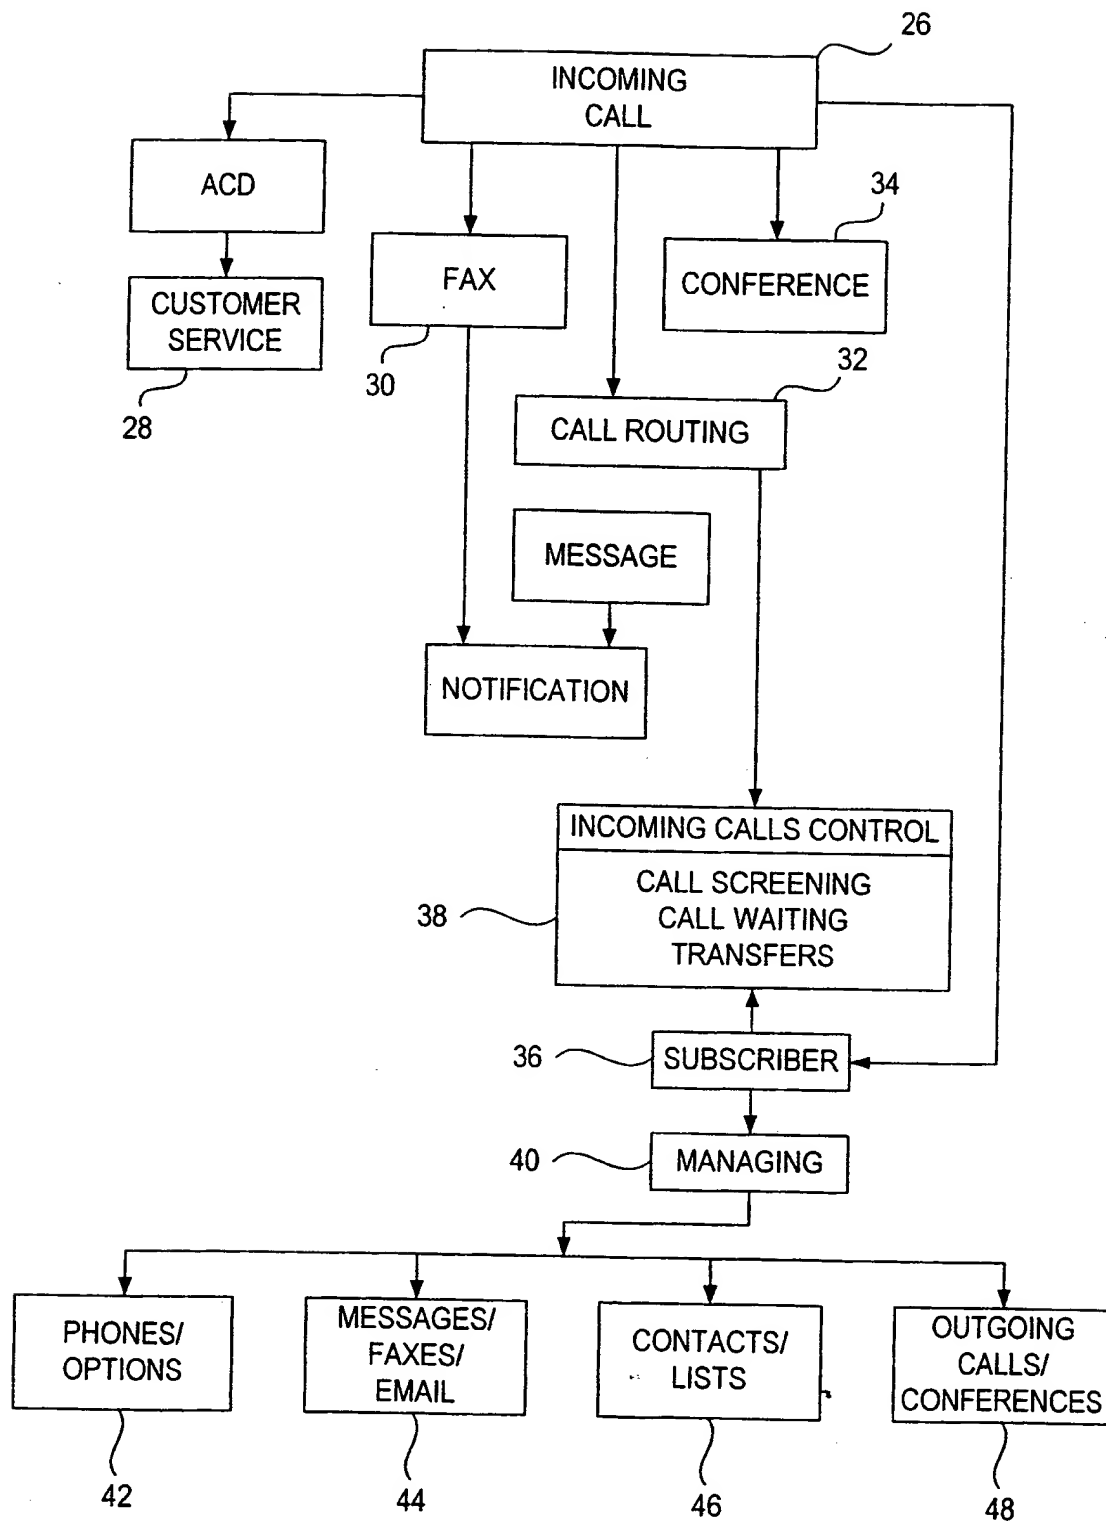 26
INCOMING
CALL
ACD
34
FAX
CONFERENCE
CUSTOMER
SERVICE
30
32
28
CALL ROUTING
MESSAGE
NOTIFICATION
INCOMING CALLS CONTROL
38
CALL SCREENING
CALL WAITING
TRANSFERS
36
SUBSCRIBER
40
MANAGING
PHONES/
OPTIONS
MESSAGES/
FAXES/
EMAIL
CONTACTS/
LISTS
OUTGOING
CALLS/
CONFERENCES
42
44
46
48